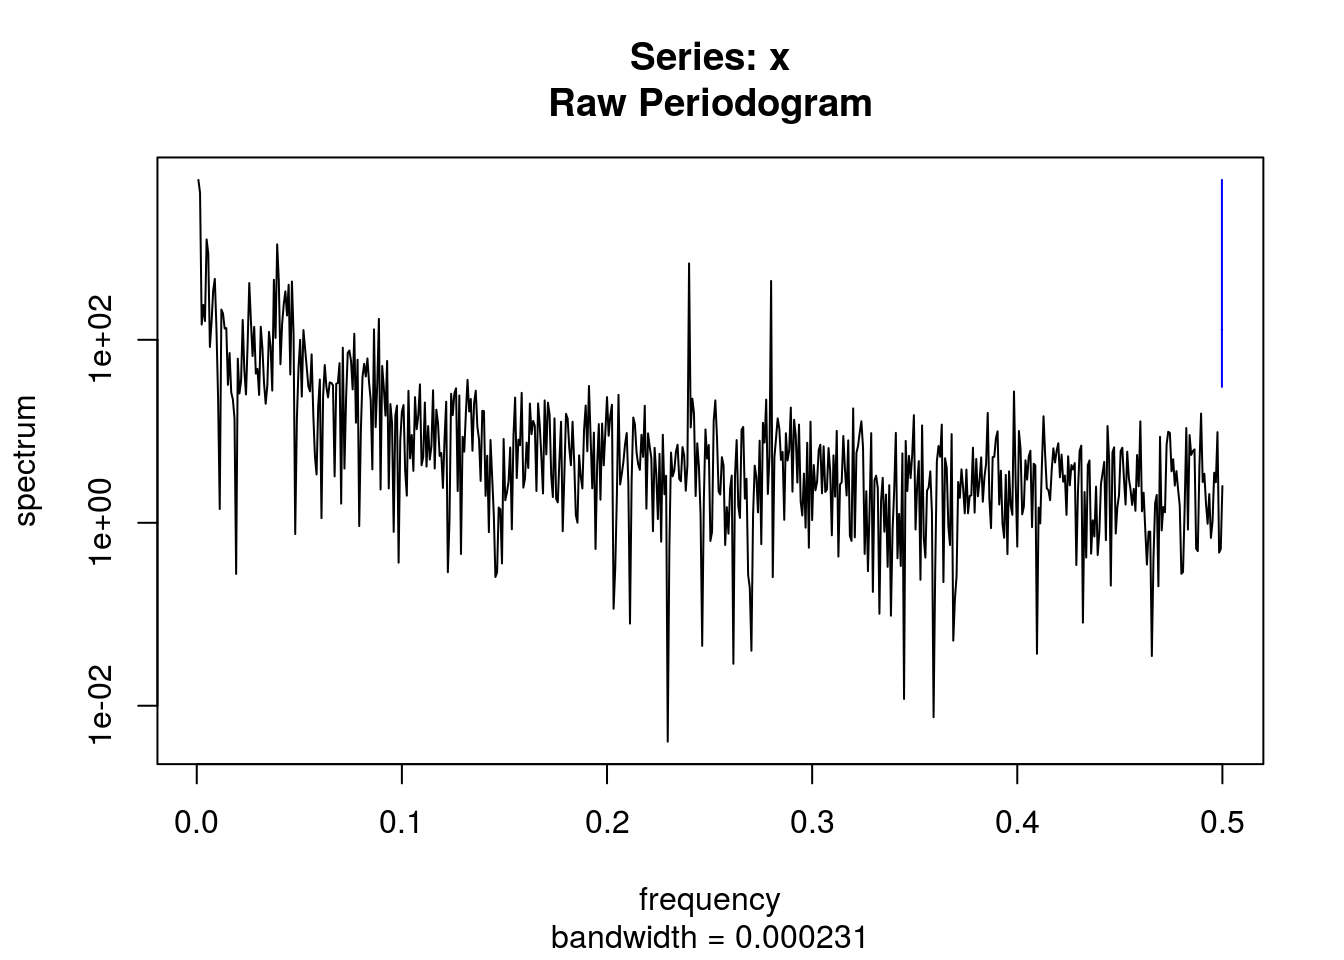 Series: x
Raw Periodogram
spectrum
1e+02
1e+00
1e-02
0.0 0.1 0.2 0.3 0.4 0.5
frequency
bandwidth = 0.000231